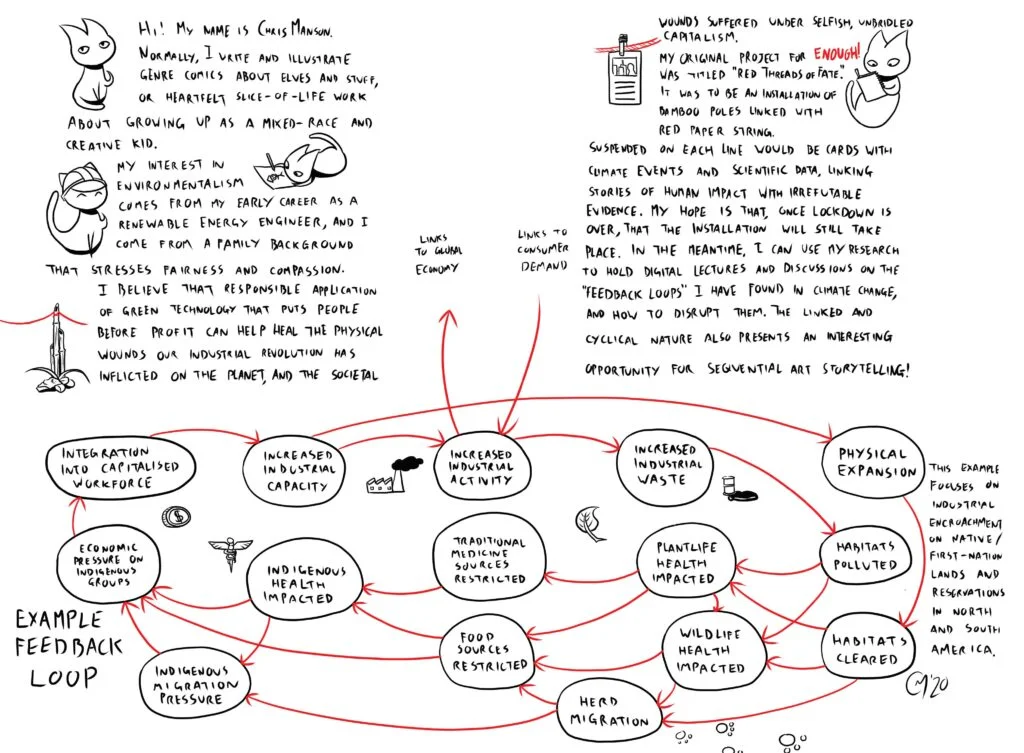 HI! MY NAME IS CHRIS MANSON.
NORMALLY, I WRITE AND ILLUSTRATE
GENRE COMICS ABOUT ELVES AND STUFF,
OR HEARTFELT SLICE-OF-LIFE WORK
ABOUT GROWING UP AS A MIXED-RACE AND
CREATIVE KID.
MY INTEREST IN
ENVIRONMENTALISM
COMES FROM MY EARLY CAREER AS A
RENEWABLE ENERGY ENGINEER, AND I
COME FROM A FAMILY BACKGROUND
THAT STRESSES FAIRNESS AND COMPASSION.
I BELIEVE THAT RESPONSIBLE APPLICATION
OF GREEN TECHNOLOGY THAT PUTS PEOPLE
BEFORE PROFIT CAN HELP HEAL THE PHYSICAL
WOUNDS OUR INDUSTRIAL REVOLUTION HAS
INFLICTED ON THE PLANET, AND THE SOCIETAL
WOUNDS SUFFERED UNDER SELFISH, UNBRIDLED
CAPITALISM.
MY ORIGINAL PROJECT FOR ENOUGH!
WAS TITLED "RED THREADS OF FATE."
IT WAS TO BE AN INSTALLATION OF
BAMBOO POLES LINKED WITH
RED PAPER STRING.
SUSPENDED ON EACH LINE WOULD BE CARDS WITH
CLIMATE EVENTS AND SCIENTIFIC DATA, LINKING
STORIES OF HUMAN IMPACT WITH IRREFUTABLE
EVIDENCE. MY HOPE IS THAT, ONCE LOCKDOWN IS
OVER, THAT THE INSTALLATION WILL STILL TAKE
PLACE. IN THE MEANTIME, I CAN USE MY RESEARCH
TO HOLD DIGITAL LECTURES AND DISCUSSIONS ON THE
"FEEDBACK LOOPS" I HAVE FOUND IN CLIMATE CHANGE,
AND HOW TO DISRUPT THEM. THE LINKED AND
CYCLICAL NATURE ALSO PRESENTS AN INTERESTING
OPPORTUNITY FOR SEQUENTIAL ART STORYTELLING!
LINKS
TO GLOBAL
ECONOMY
LINKS TO
CONSUMER
DEMAND
INTEGRATION
INTO CAPITALISED
WORKFORCE
INCREASED
INDUSTRIAL
CAPACITY
INCREASED
INDUSTRIAL
ACTIVITY
INCREASED
INDUSTRIAL
WASTE
PHYSICAL
EXPANSION
THIS EXAMPLE
FOCUSES ON
INDUSTRIAL
ENCROACHMENT
ON NATIVE/
FIRST-NATION
LANDS AND
RESERVATIONS
IN NORTH
AND SOUTH
AMERICA.
ECONOMIC
PRESSURE ON
INDIGENOUS
GROUPS
INDIGENOUS
HEALTH
IMPACTED
TRADITIONAL
MEDICINE
SOURCES
RESTRICTED
PLANTLIFE
HEALTH
IMPACTED
HABITATS
POLLUTED
EXAMPLE
FEEDBACK
LOOP
INDIGENOUS
MIGRATION
PRESSURE
FOOD
SOURCES
RESTRICTED
WILDLIFE
HEALTH
IMPACTED
HABITATS
CLEARED
HERD
MIGRATION
CM'20